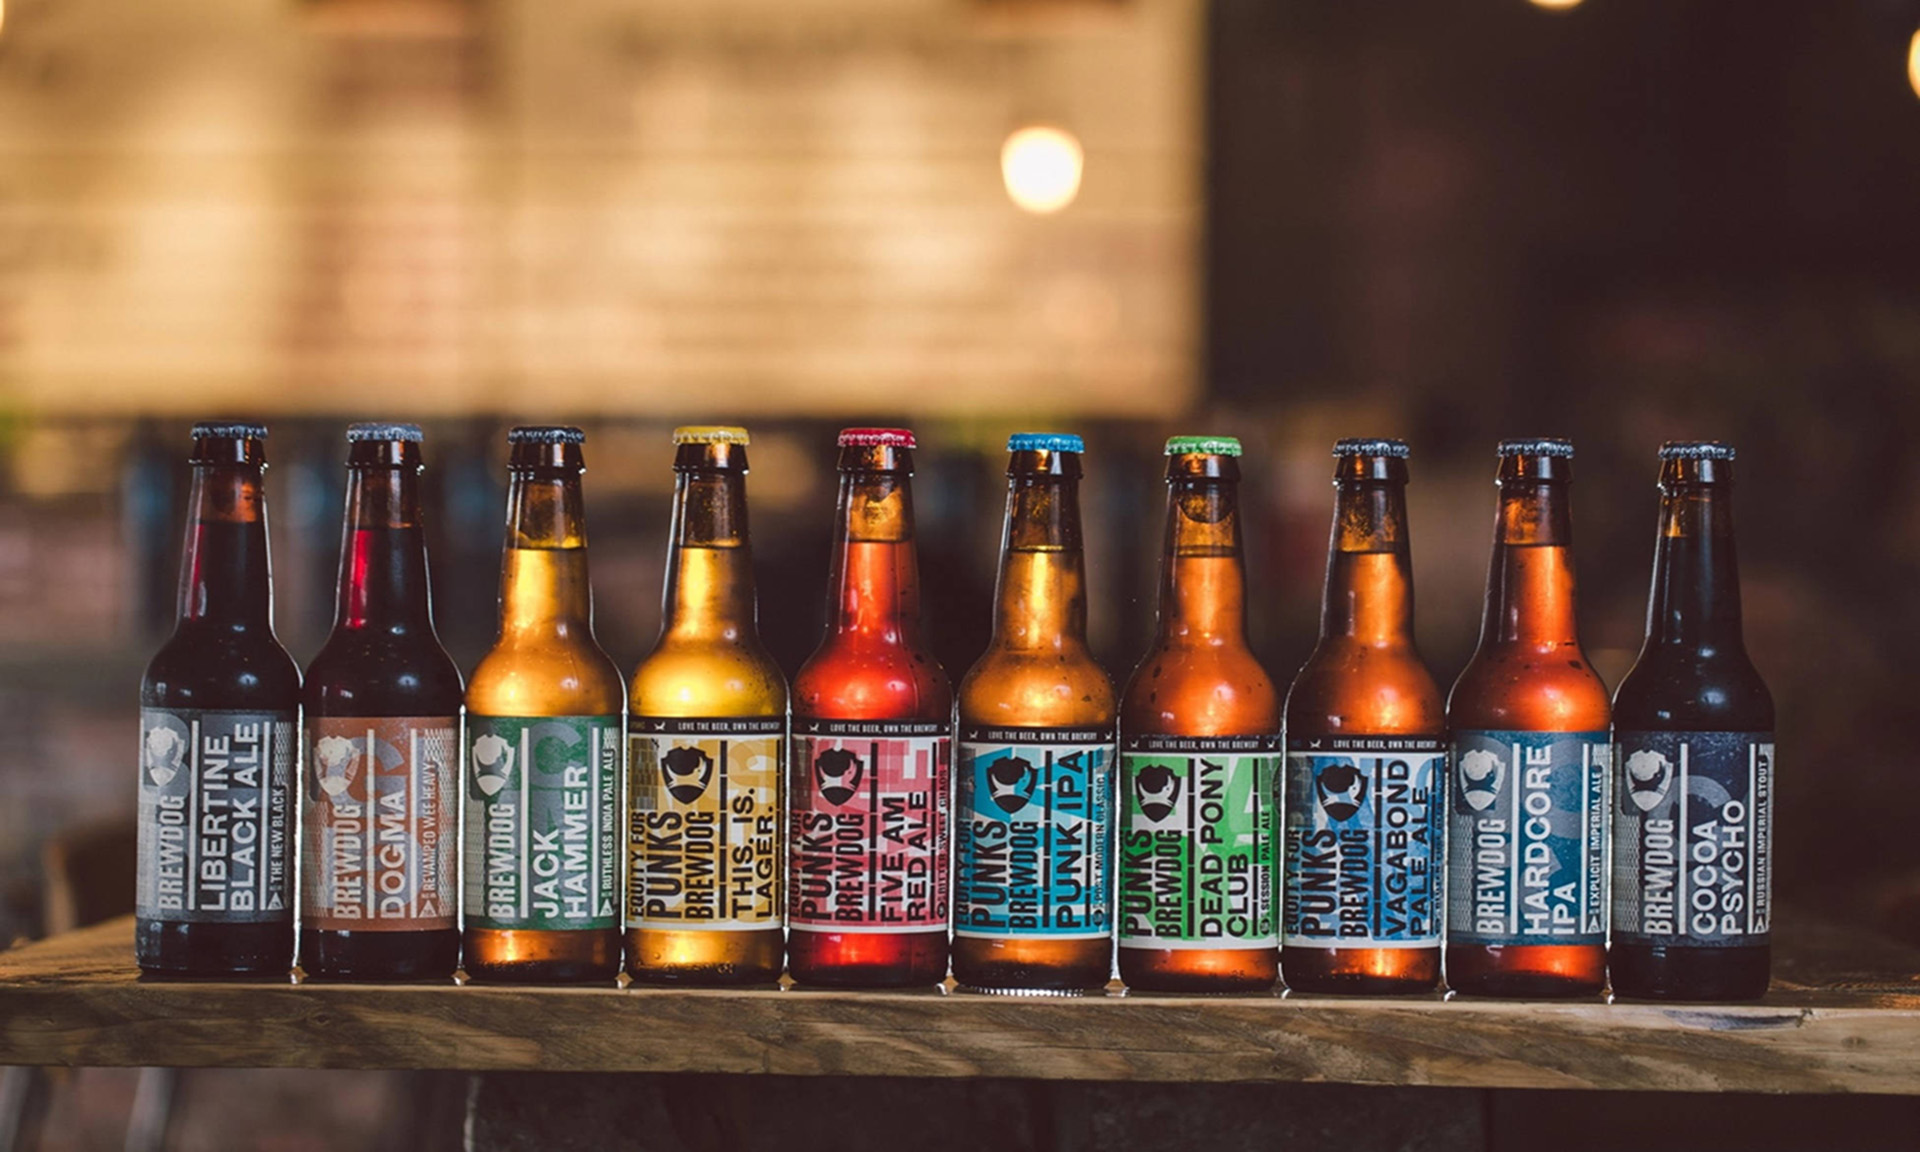 BREWDOG
LIBERTINE
BLACK ALE
THE NEW BLACK
BREWDOG
DOGMA
REVAMPED WEE HEAVY
BREWDOG
JACK
HAMMER
RUTHLESS INDIA PALE ALE
LOVE THE BEER, OWN THE BREWERY
EQUITY FOR
PUNKS
BREWDOG
THIS. IS.
LAGER.
LOVE THE BEER, OWN THE BREWERY
EQUITY FOR
PUNKS
BREWDOG
FIVE AM
RED ALE
LOVE THE BEER, OWN THE BREWERY
EQUITY FOR
PUNKS
BREWDOG
PUNK IPA
POST MODERN CLASSIC
LOVE THE BEER, OWN THE BREWERY
PUNKS
BREWDOG
DEAD PONY
CLUB
SESSION PALE ALE
LOVE THE BEER, OWN THE BREWERY
EQUITY FOR
PUNKS
BREWDOG
VAGABOND
PALE ALE
BREWDOG
HARDCORE
IPA
EXPLICIT IMPERIAL ALE
BREWDOG
COCOA
PSYCHO
RUSSIAN IMPERIAL STOUT